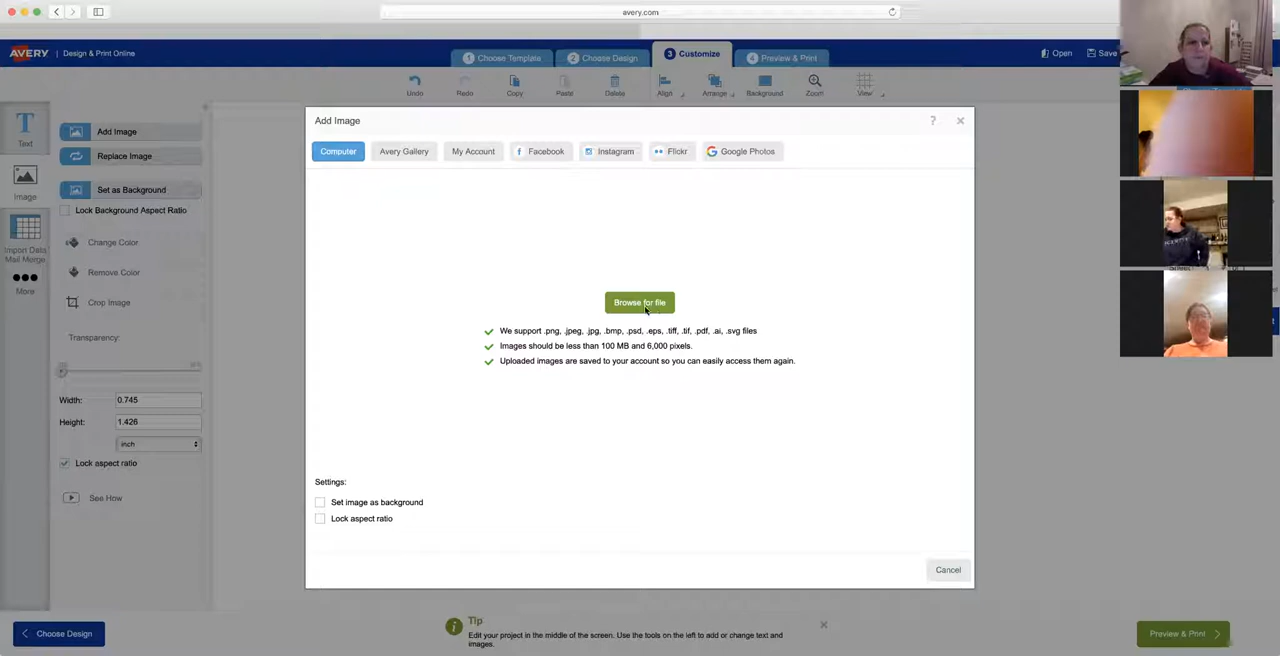 avery.com
AVERY | Design & Print Online
1 Choose Template
2 Choose Design
3 Customize
4 Preview & Print
Open
Save
Undo
Redo
Copy
Paste
Delete
Align
Arrange
Background
Zoom
View
Text
Image
Import Data
Mail Merge
More
Add Image
Replace Image
Set as Background
Lock Background Aspect Ratio
Change Color
Remove Color
Crop Image
Transparency:
Width: 0.745
Height: 1.426
inch
Lock aspect ratio
See How
Add Image
?
Computer
Avery Gallery
My Account
Facebook
Instagram
Flickr
Google Photos
Browse for file
We support .png, .jpeg, .jpg, .bmp, .psd, .eps, .tiff, .tif, .pdf, .ai, .svg files
Images should be less than 100 MB and 6,000 pixels.
Uploaded images are saved to your account so you can easily access them again.
Settings:
Set image as background
Lock aspect ratio
Cancel
Choose Design
Tip
Edit your project in the middle of the screen. Use the tools on the left to add or change text and
images.
Preview & Print